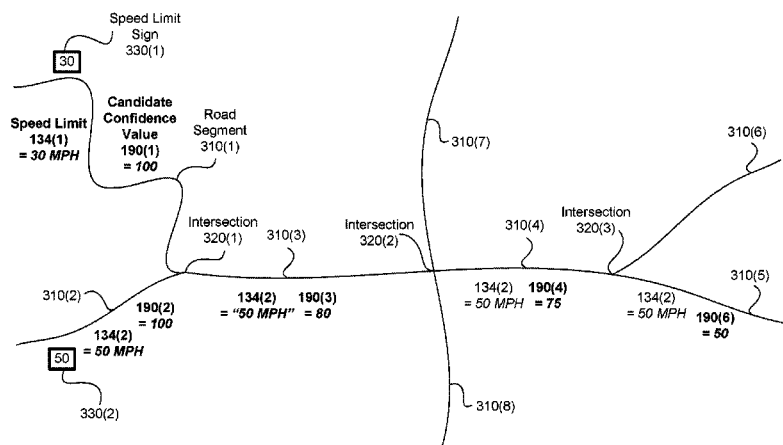 Speed Limit
Sign
330(1)
30
Candidate
Confidence
Value
190(1)
= 100
Speed Limit
134(1)
= 30 MPH
Road
Segment
310(1)
310(7)
310(6)
Intersection
320(1)
310(3)
Intersection
320(2)
310(4)
Intersection
320(3)
310(2)
310(5)
190(2)
= 100
134(2)
= 50 MPH
134(2)
= "50 MPH"
190(3)
= 80
134(2)
= 50 MPH
190(4)
= 75
134(2)
= 50 MPH
190(6)
= 50
50
330(2)
310(8)